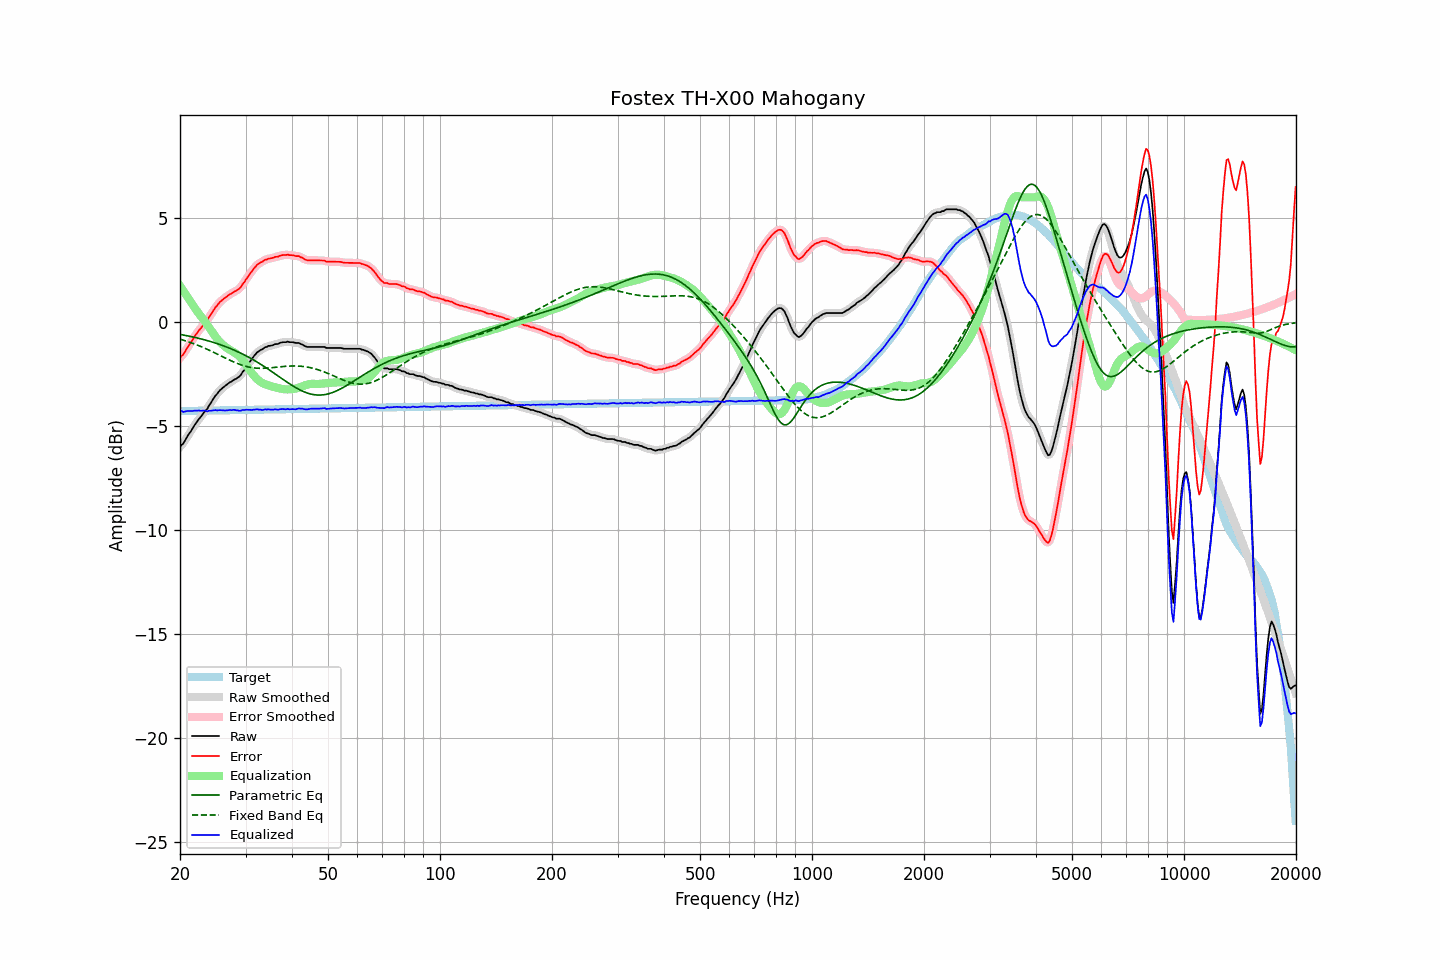 Fostex TH-X00 Mahogany
Amplitude (dBr)
5
0
−5
−10
−15
−20
−25
Target
Raw Smoothed
Error Smoothed
Raw
Error
Equalization
Parametric Eq
Fixed Band Eq
Equalized
20 50 100 200 500 1000 2000 5000 10000 20000
Frequency (Hz)